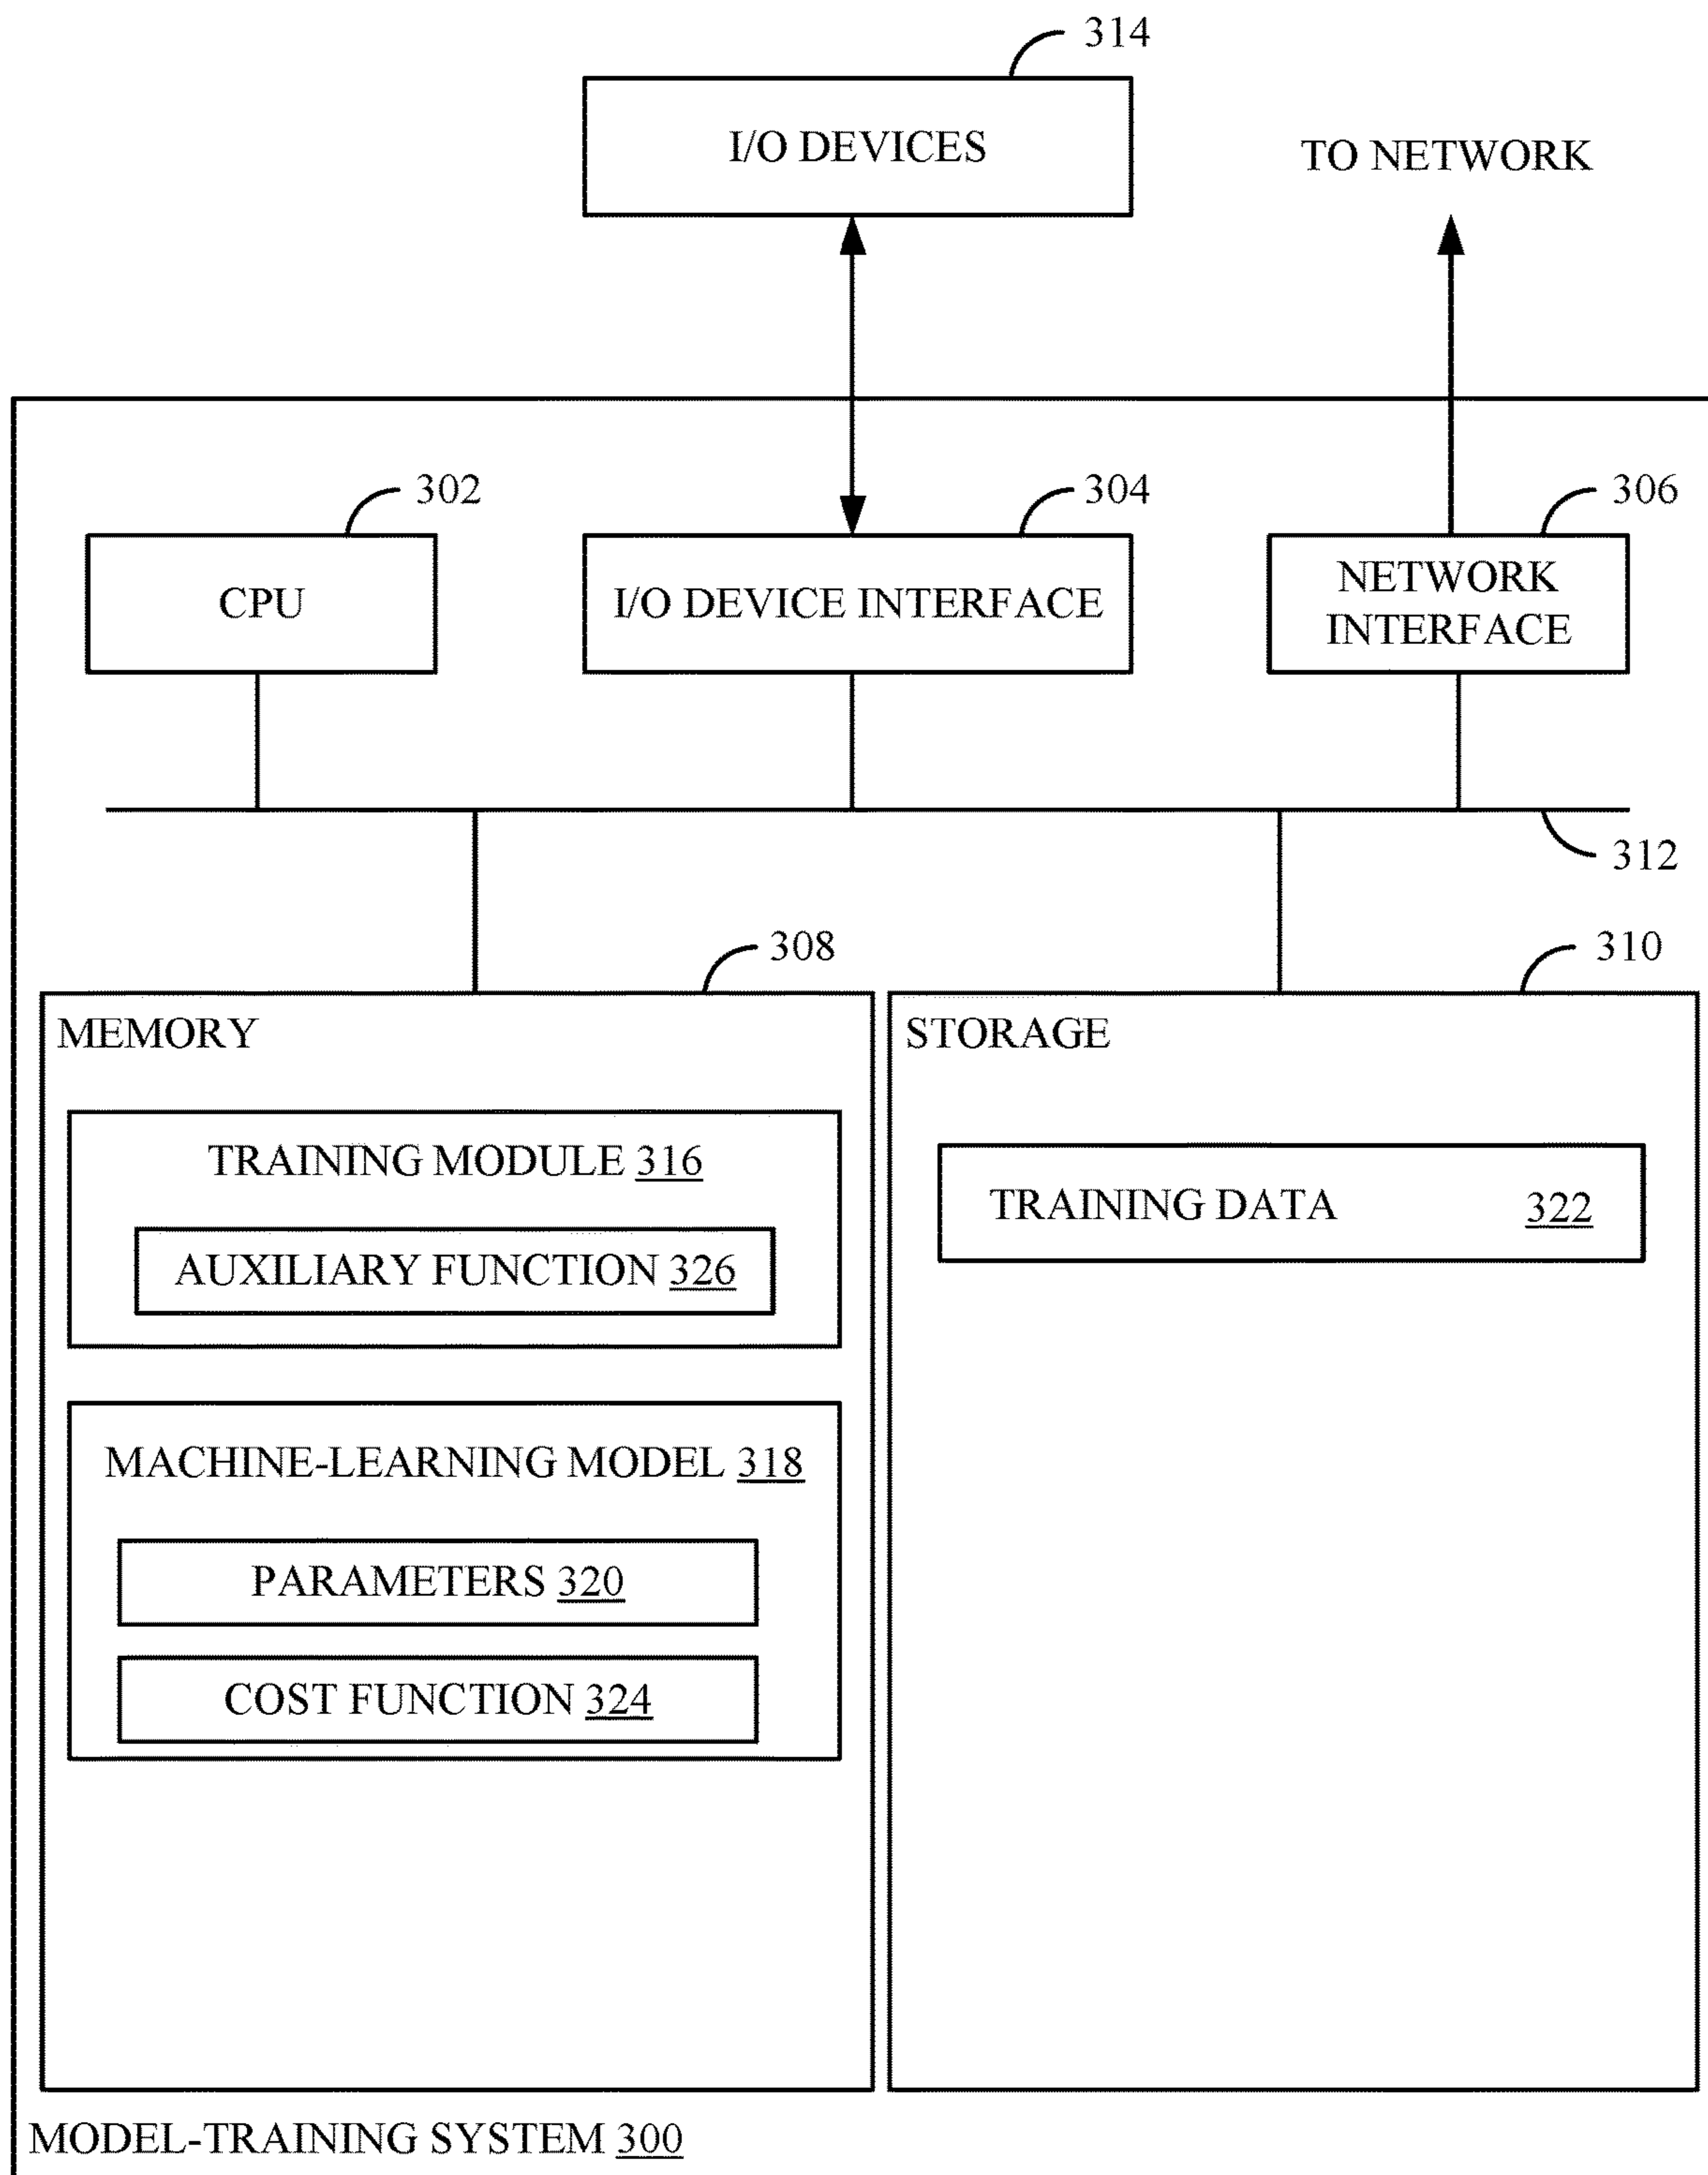 314
I/O DEVICES
TO NETWORK
302
304
306
CPU
I/O DEVICE INTERFACE
NETWORK
INTERFACE
312
308
310
MEMORY
STORAGE
TRAINING MODULE 316
AUXILIARY FUNCTION 326
TRAINING DATA 322
MACHINE-LEARNING MODEL 318
PARAMETERS 320
COST FUNCTION 324
MODEL-TRAINING SYSTEM 300